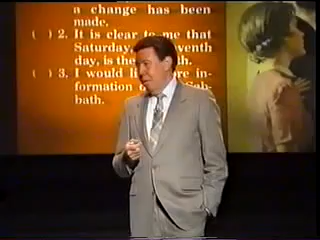 a change has been
made.
( ) 2. It is clear to me that
Saturday, venth
day, is the th.
( ) 3. I would li re in-
formation o Sab-
bath.